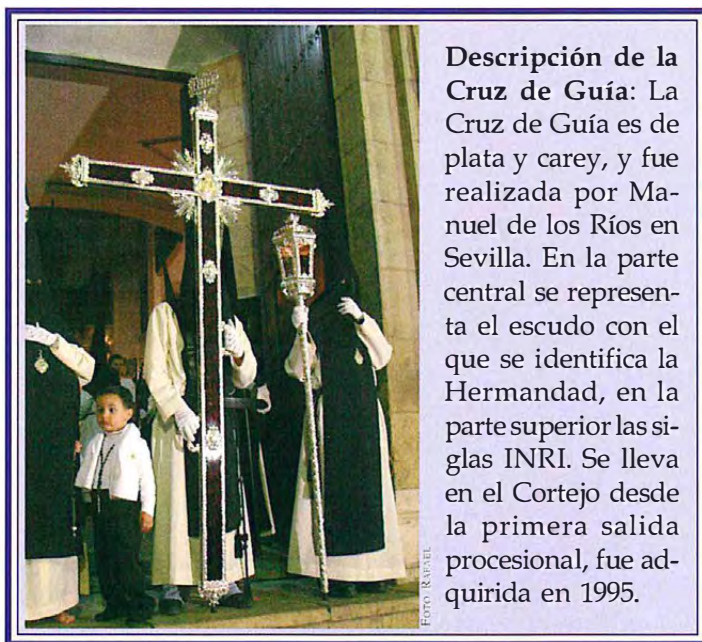 Descripción de la
Cruz de Guía: La
Cruz de Guía es de
plata y carey, y fue
realizada por Ma-
nuel de los Ríos en
Sevilla. En la parte
central se represen-
ta el escudo con el
que se identifica la
Hermandad, en la
parte superior las si-
glas INRI. Se lleva
en el Cortejo desde
la primera salida
procesional, fue ad-
quirida en 1995.
FOTO RAFAEL